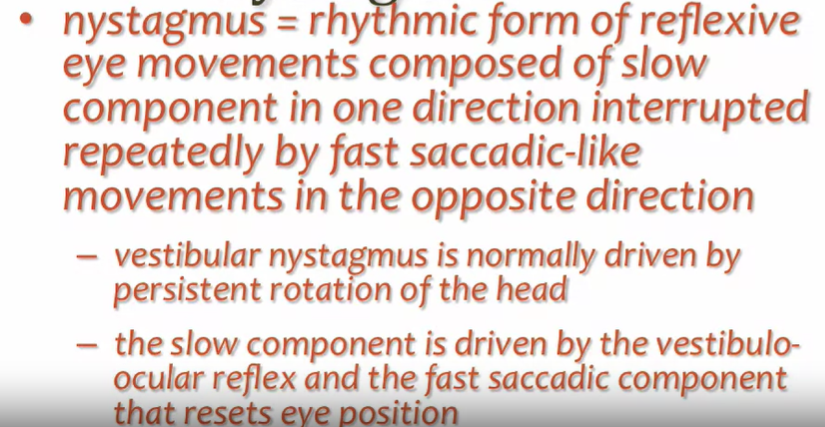 • nystagmus = rhythmic form of reflexive
eye movements composed of slow
component in one direction interrupted
repeatedly by fast saccadic-like
movements in the opposite direction
– vestibular nystagmus is normally driven by
persistent rotation of the head
– the slow component is driven by the vestibulo-
ocular reflex and the fast saccadic component
that resets eye position